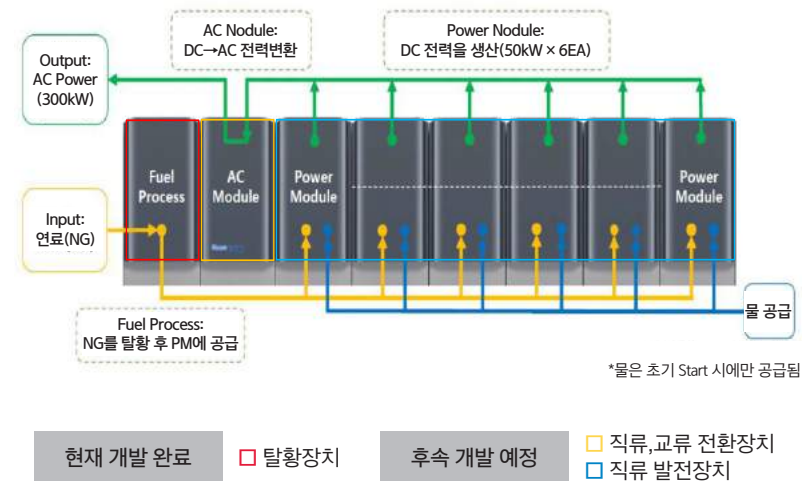 AC Nodule:
DC→AC 전력변환
Power Nodule:
DC 전력을 생산(50kW × 6EA)
Output:
AC Power
(300kW)
Fuel
Process
AC
Module
Power
Module
Power
Module
Input:
연료(NG)
Fuel Process:
NG를 탈황 후 PM에 공급
물 공급
*물은 초기 Start 시에만 공급됨
현재 개발 완료
탈황장치
후속 개발 예정
직류,교류 전환장치
직류 발전장치